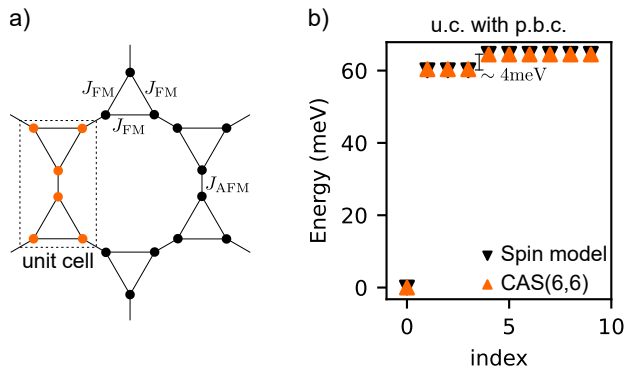 a)
J_FM J_FM
J_FM
J_AFM
unit cell
b)
u.c. with p.b.c.
Energy (meV)
60
40
20
0
~ 4meV
Spin model
CAS(6,6)
0 5 10
index